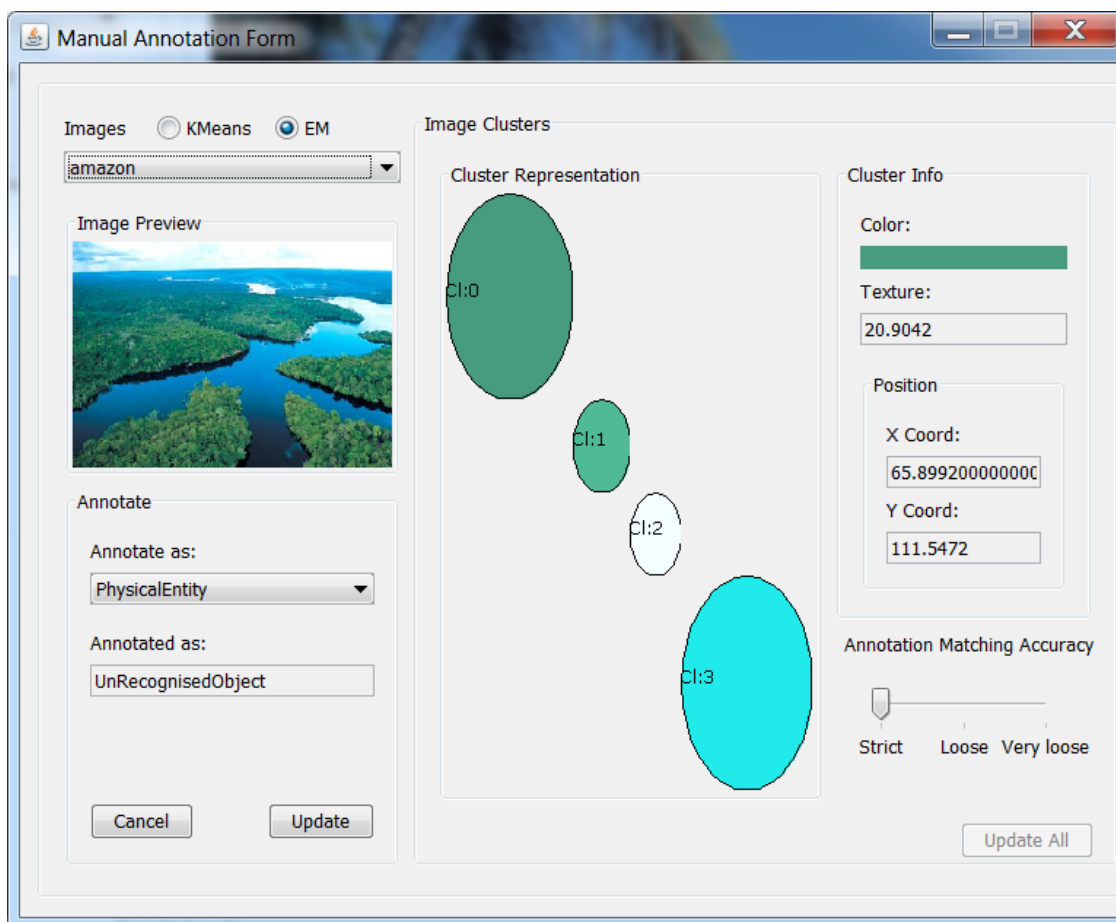 Manual Annotation Form
Images KMeans EM
amazon
Image Preview
Annotate
Annotate as:
PhysicalEntity
Annotated as:
UnRecognisedObject
Cancel Update
Image Clusters
Cluster Representation
Cl:0
Cl:1
Cl:2
Cl:3
Cluster Info
Color:
Texture:
20.9042
Position
X Coord:
65.899200000000
Y Coord:
111.5472
Annotation Matching Accuracy
Strict Loose Very loose
Update All